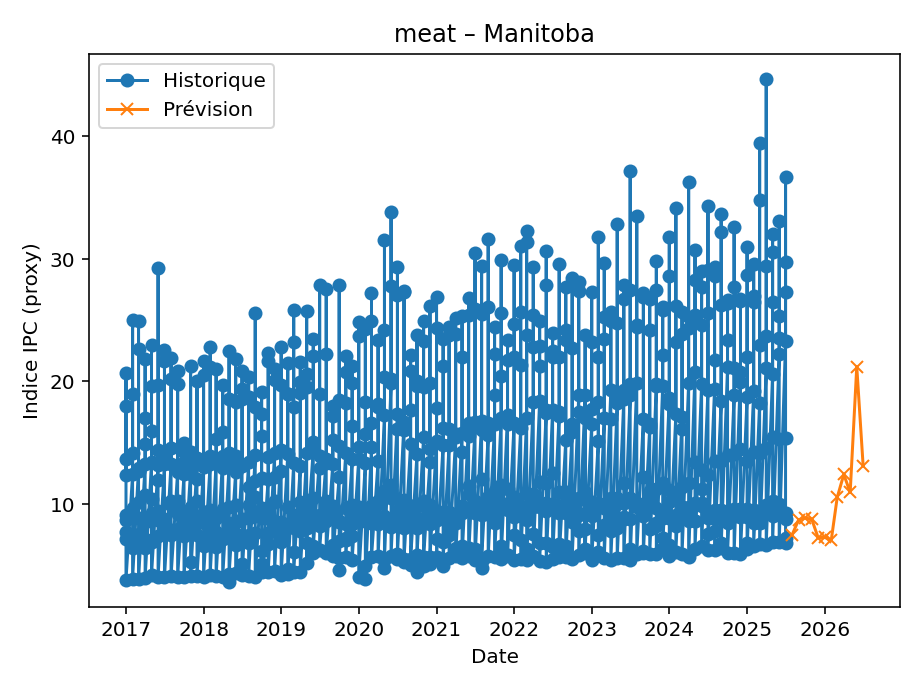 meat – Manitoba
Historique
Prévision
Indice IPC (proxy)
40
30
20
10
2017 2018 2019 2020 2021 2022 2023 2024 2025 2026
Date